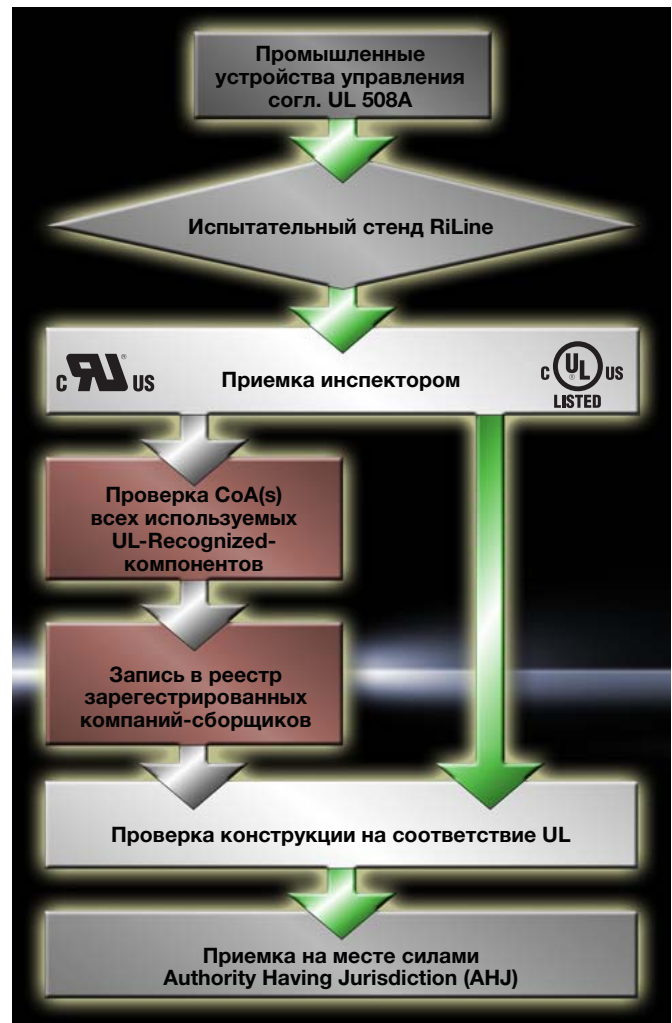 Промышленные
устройства управления
согл. UL 508A
Испытательный стенд RiLine
c RU ® US
Приемка инспектором
c UL ® US
LISTED
Проверка CoA(s)
всех используемых
UL-Recognized-
компонентов
Запись в реестр
зарегестрированных
компаний-сборщиков
Проверка конструкции на соответствие UL
Приемка на месте силами
Authority Having Jurisdiction (AHJ)